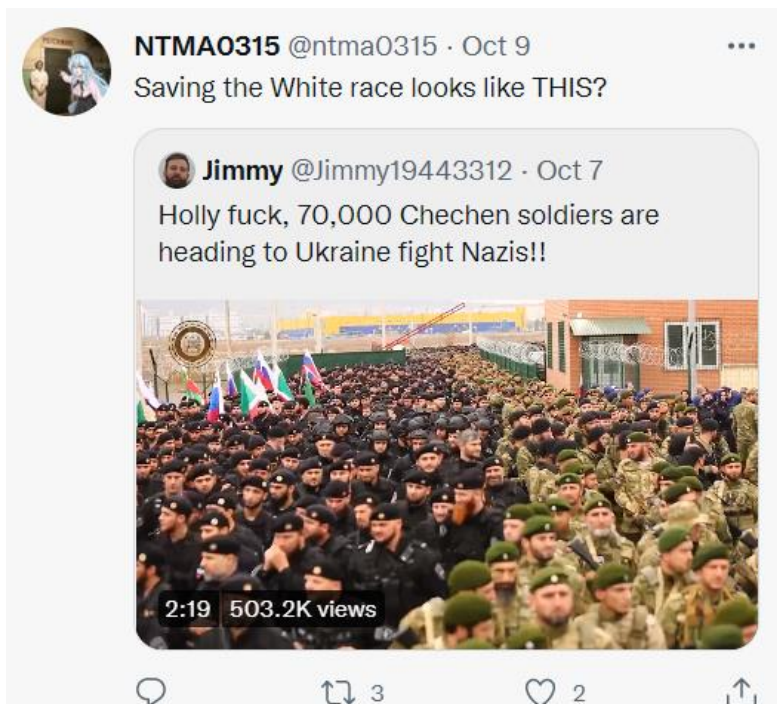 NTMA0315 @ntma0315 · Oct 9
Saving the White race looks like THIS?
Jimmy @Jimmy19443312 · Oct 7
Holly fuck, 70,000 Chechen soldiers are
heading to Ukraine fight Nazis!!
2:19 503.2K views
3 2